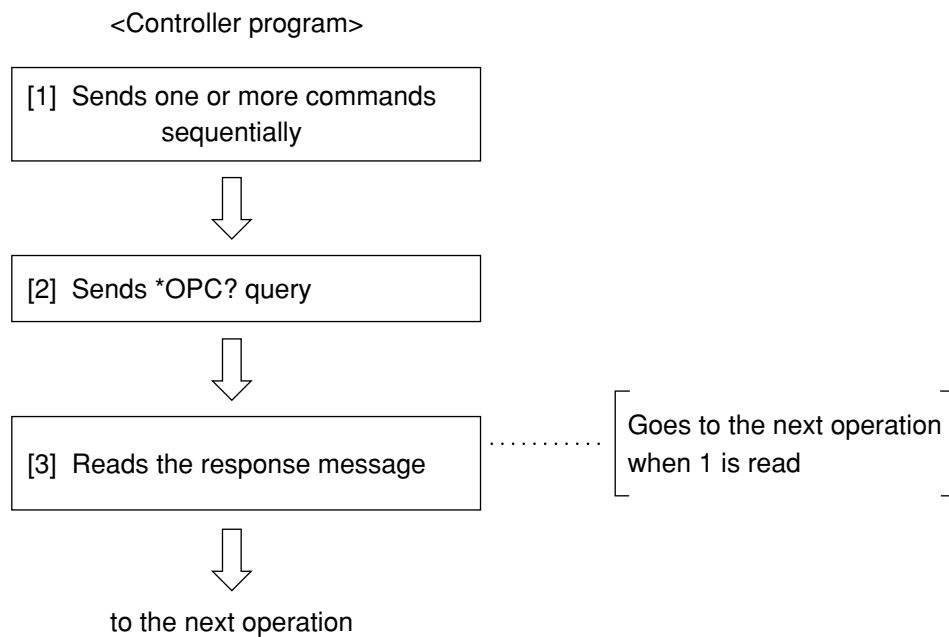 <Controller program>
[1] Sends one or more commands
sequentially
[2] Sends *OPC? query
[3] Reads the response message
Goes to the next operation
when 1 is read
to the next operation